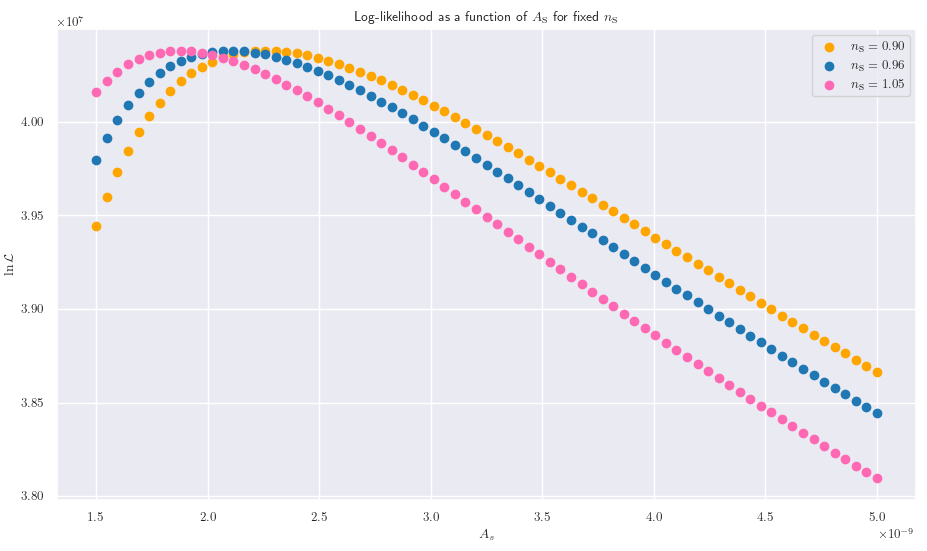 Log-likelihood as a function of A_S for fixed n_S
×10⁷
n_S = 0.90
n_S = 0.96
n_S = 1.05
4.00
3.95
3.90
3.85
3.80
ln ℒ
1.5 2.0 2.5 3.0 3.5 4.0 4.5 5.0
A_s
×10⁻⁹